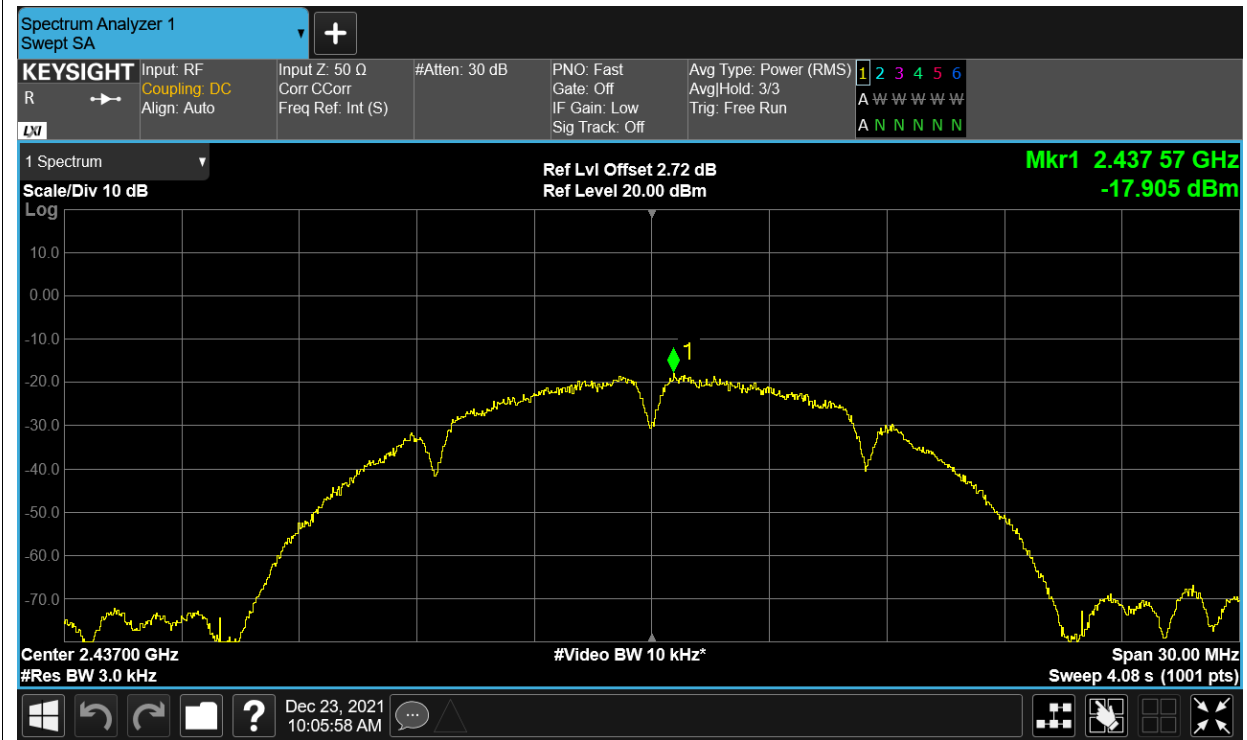 Spectrum Analyzer 1
Swept SA
KEYSIGHT
R
LXI
Input: RF
Coupling: DC
Align: Auto
Input Z: 50 Ω
Corr CCorr
Freq Ref: Int (S)
#Atten: 30 dB
PNO: Fast
Gate: Off
IF Gain: Low
Sig Track: Off
Avg Type: Power (RMS)
Avg|Hold: 3/3
Trig: Free Run
1 2 3 4 5 6
A W W W W W
A N N N N N
1 Spectrum
Scale/Div 10 dB
Log
Ref Lvl Offset 2.72 dB
Ref Level 20.00 dBm
Mkr1 2.437 57 GHz
-17.905 dBm
10.0
0.00
-10.0
1
-20.0
-30.0
-40.0
-50.0
-60.0
-70.0
Center 2.43700 GHz
#Res BW 3.0 kHz
#Video BW 10 kHz*
Span 30.00 MHz
Sweep 4.08 s (1001 pts)
?
Dec 23, 2021
10:05:58 AM